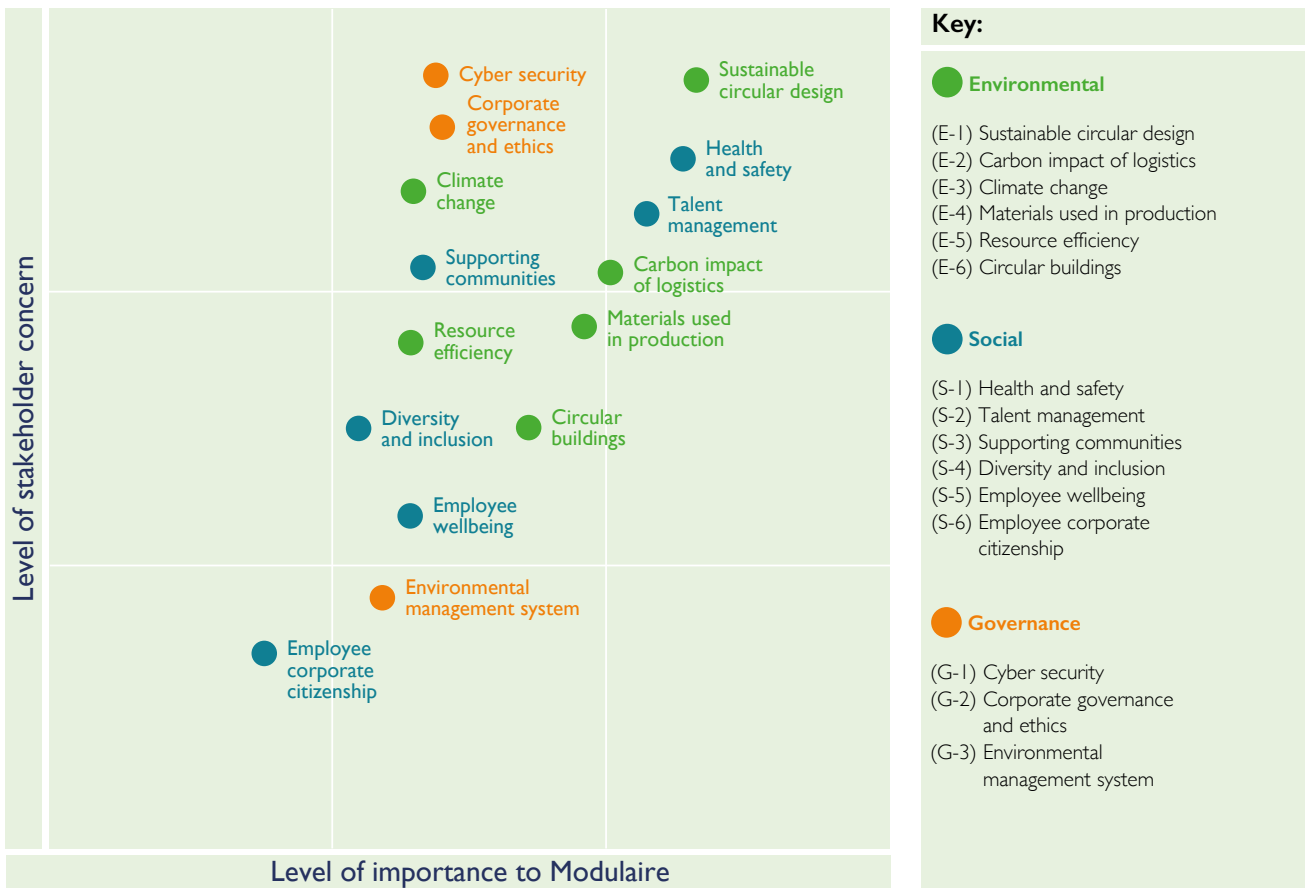 Level of stakeholder concern
Cyber security
Corporate
governance
and ethics
Climate
change
Supporting
communities
Sustainable
circular design
Health
and safety
Talent
management
Carbon impact
of logistics
Materials used
in production
Resource
efficiency
Diversity
and inclusion
Circular
buildings
Employee
wellbeing
Environmental
management system
Employee
corporate
citizenship
Level of importance to Modulaire
Key:
Environmental
(E-1) Sustainable circular design
(E-2) Carbon impact of logistics
(E-3) Climate change
(E-4) Materials used in production
(E-5) Resource efficiency
(E-6) Circular buildings
Social
(S-1) Health and safety
(S-2) Talent management
(S-3) Supporting communities
(S-4) Diversity and inclusion
(S-5) Employee wellbeing
(S-6) Employee corporate
citizenship
Governance
(G-1) Cyber security
(G-2) Corporate governance
and ethics
(G-3) Environmental
management system